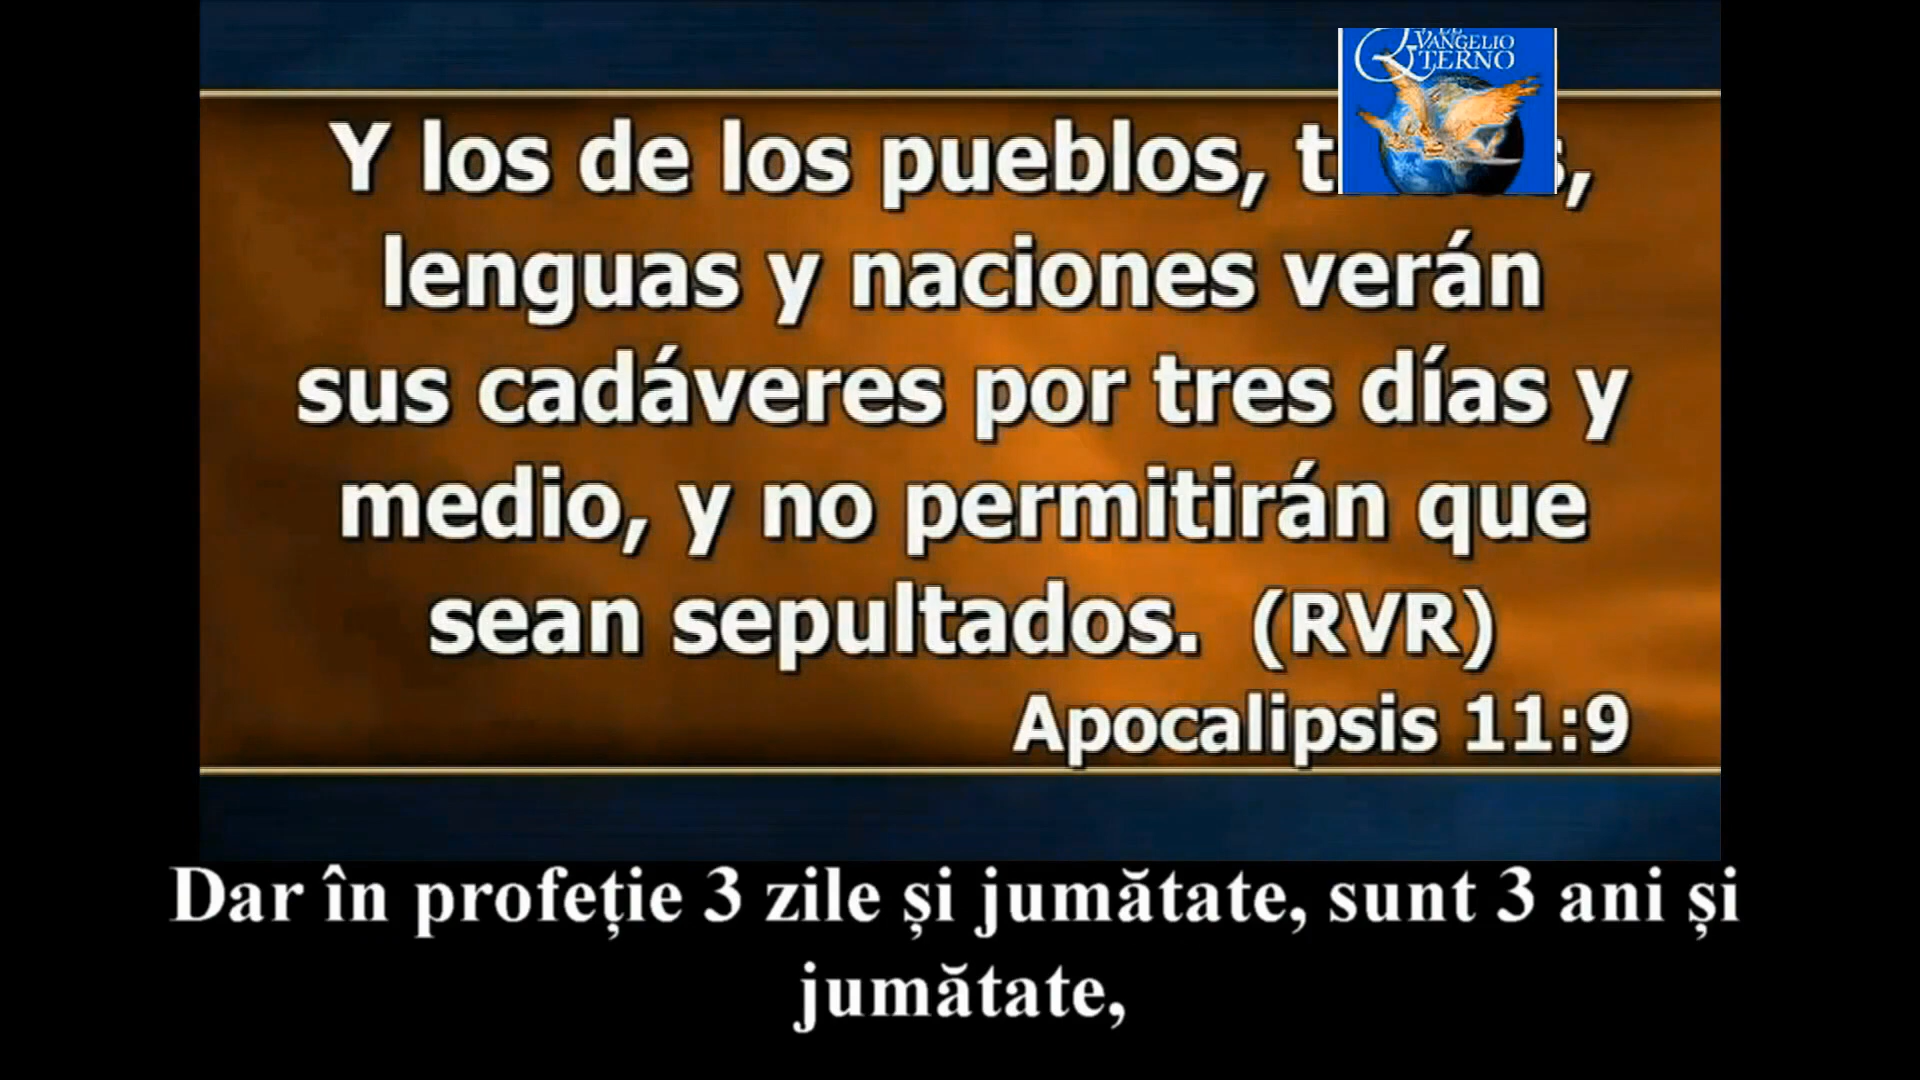 VANGELIO
TERNO
Y los de los pueblos,
lenguas y naciones verán
sus cadáveres por tres días y
medio, y no permitirán que
sean sepultados. (RVR)
Apocalipsis 11:9
Dar în profeție 3 zile și jumătate, sunt 3 ani și
jumătate,